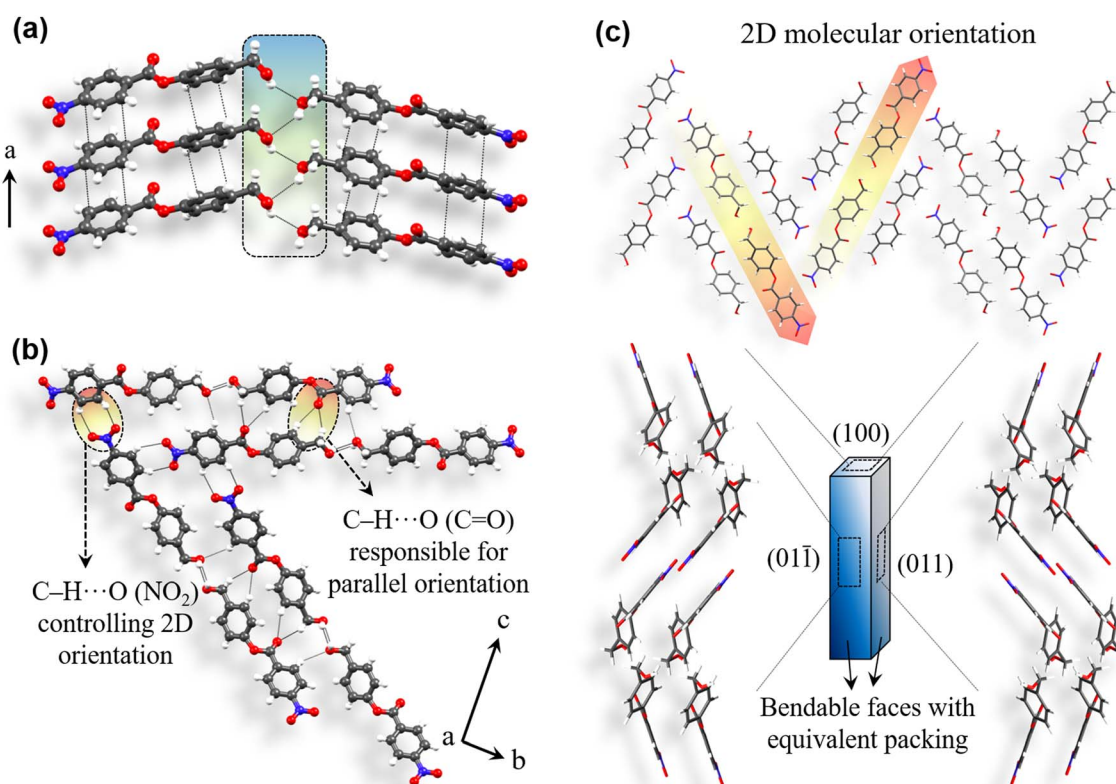 (a)
a
(b)
C–H···O (NO₂)
controlling 2D
orientation
C–H···O (C=O)
responsible for
parallel orientation
c
a
b
(c)
2D molecular orientation
(100)
(011̅)
(011)
Bendable faces with
equivalent packing